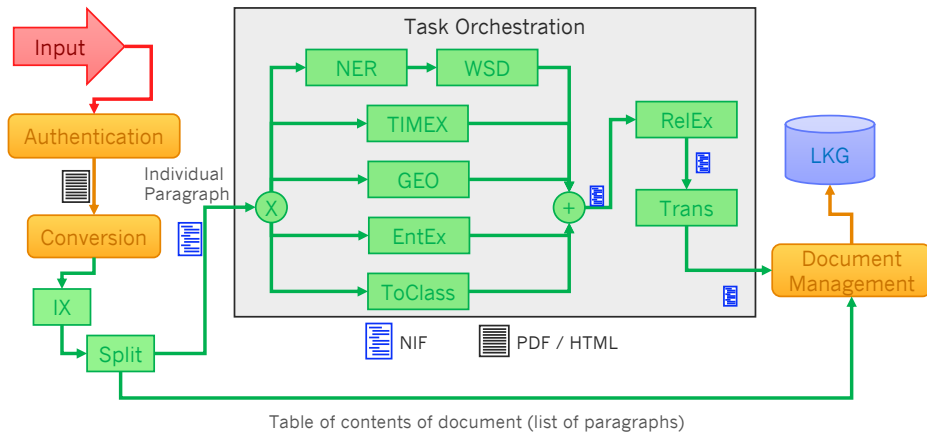 Task Orchestration
Input
NER
WSD
TIMEX
RelEx
Authentication
LKG
Individual
Paragraph
GEO
X
+
Trans
Conversion
EntEx
Document
Management
IX
ToClass
Split
NIF
PDF / HTML
Table of contents of document (list of paragraphs)